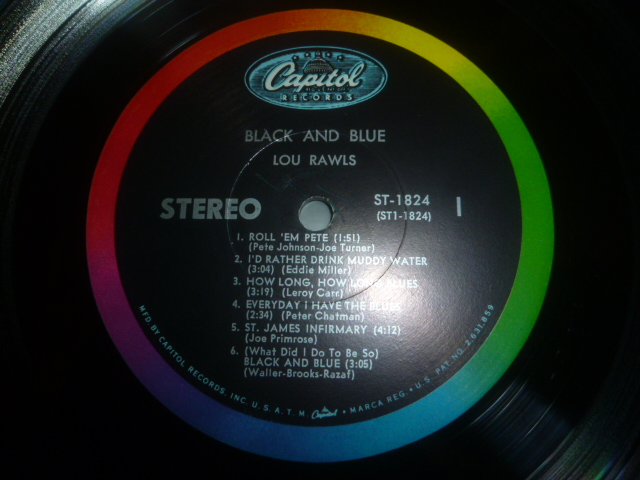 Capitol
RECORDS
BLACK AND BLUE
LOU RAWLS
STEREO
ST-1824
(ST1-1824)
1
1. ROLL 'EM PETE (1:51)
(Pete Johnson-Joe Turner)
2. I'D RATHER DRINK MUDDY WATER
(3:04) (Eddie Miller)
3. HOW LONG, HOW LONG BLUES
(3:19) (Leroy Carr)
4. EVERYDAY I HAVE THE BLUES
(2:34) (Peter Chatman)
5. ST. JAMES INFIRMARY (4:12)
(Joe Primrose)
6. (What Did I Do To Be So)
BLACK AND BLUE (3:05)
(Waller-Brooks-Razaf)
MFD. BY CAPITOL RECORDS, INC. U. S. A. T. M. Capitol • MARCA REG. • U. S. PAT. NO. 2,631,859